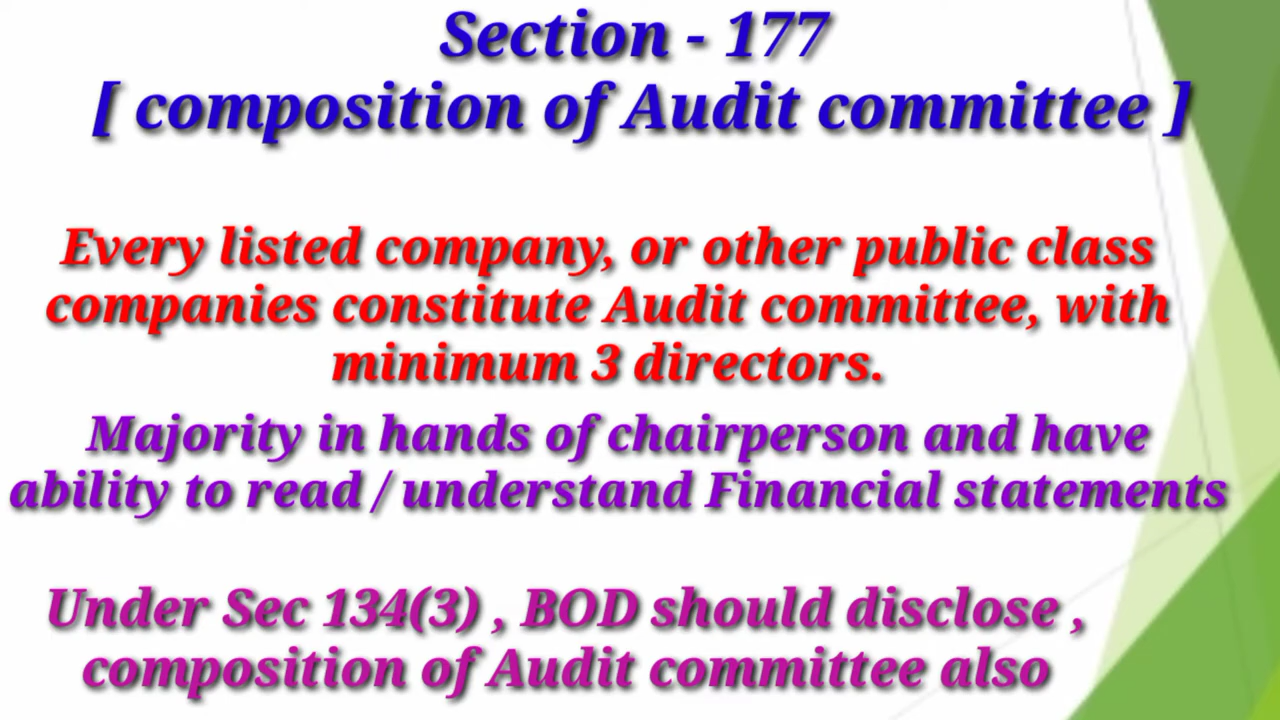 Section - 177
[ composition of Audit committee ]
Every listed company, or other public class
companies constitute Audit committee, with
minimum 3 directors.
Majority in hands of chairperson and have
ability to read / understand Financial statements
Under Sec 134(3) , BOD should disclose ,
composition of Audit committee also